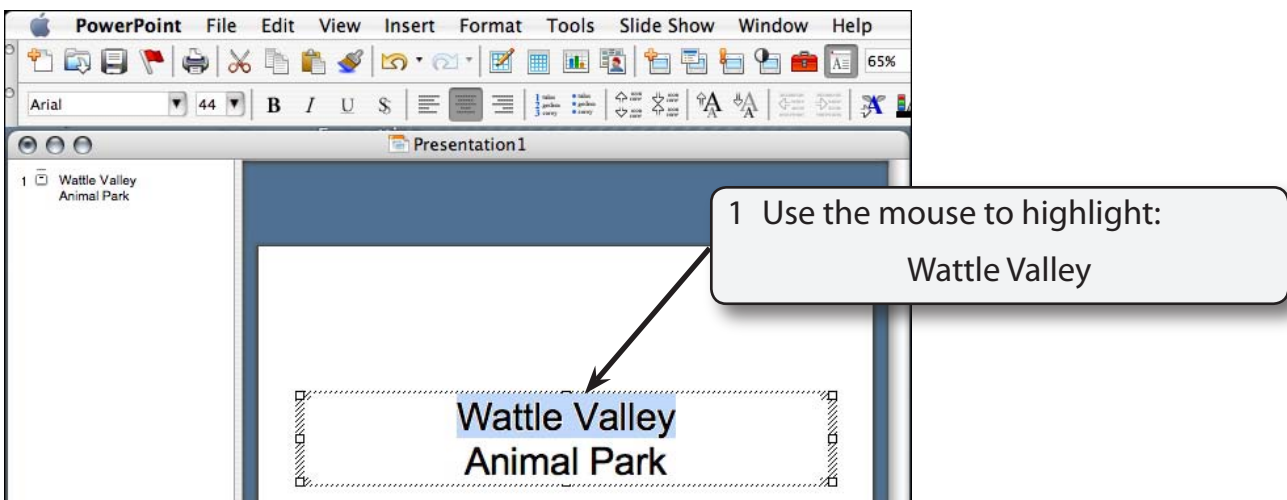 PowerPoint File Edit View Insert Format Tools Slide Show Window Help
65%
Arial 44 B I U S
Presentation1
1 Wattle Valley
Animal Park
1 Use the mouse to highlight:
Wattle Valley
Wattle Valley
Animal Park